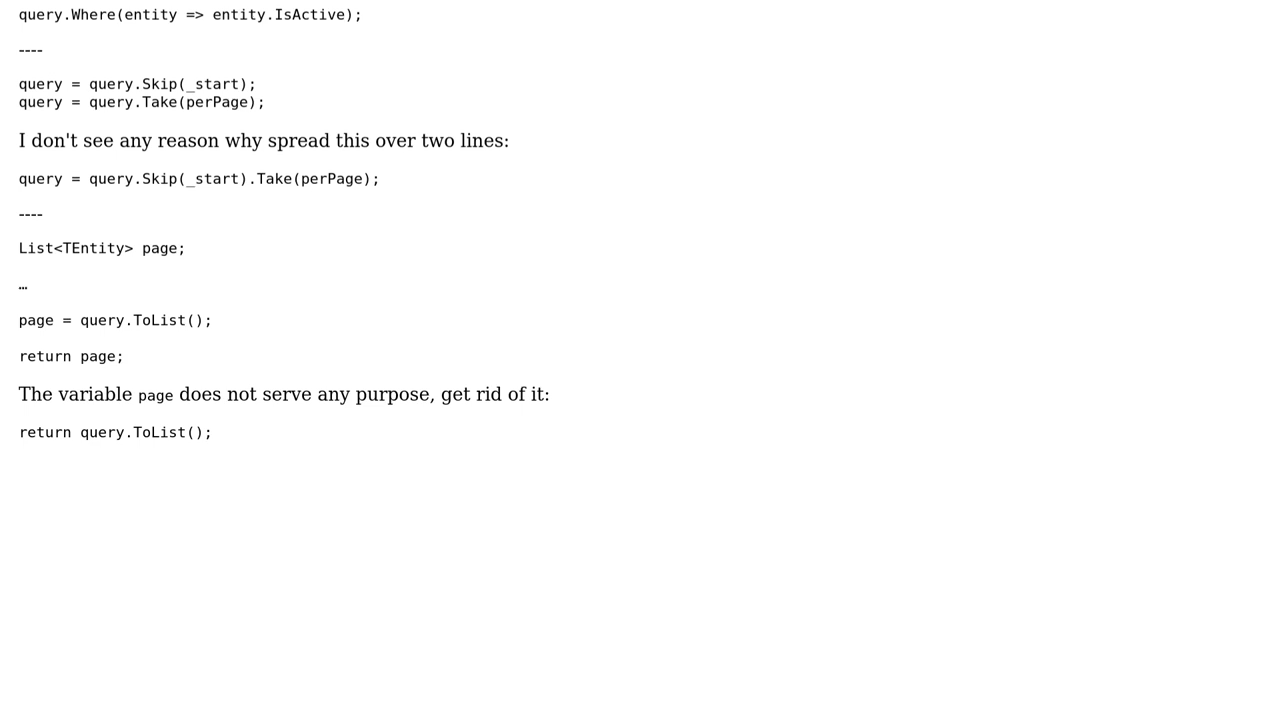 query.Where(entity => entity.IsActive);
----
query = query.Skip(_start);
query = query.Take(perPage);
I don't see any reason why spread this over two lines:
query = query.Skip(_start).Take(perPage);
----
List<TEntity> page;
…
page = query.ToList();
return page;
The variable page does not serve any purpose, get rid of it:
return query.ToList();